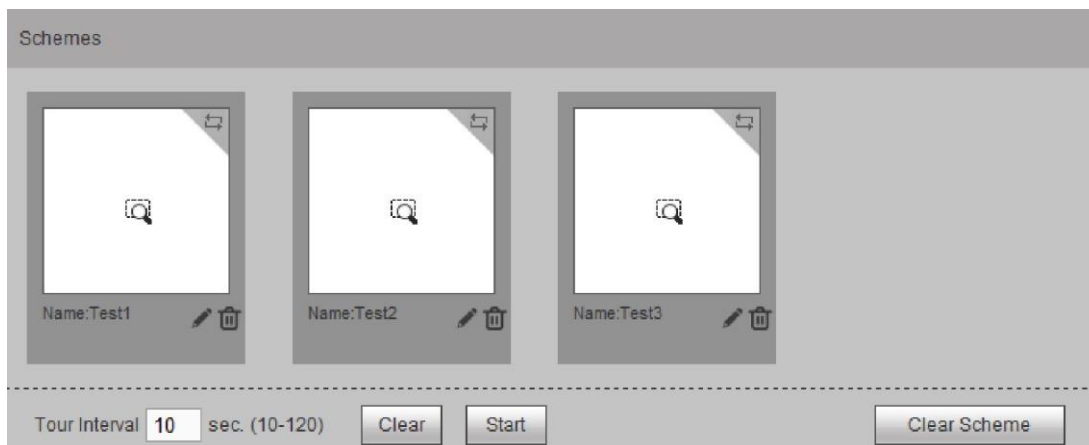 Schemes
Name:Test1
Name:Test2
Name:Test3
Tour Interval 10 sec. (10-120) Clear Start Clear Scheme